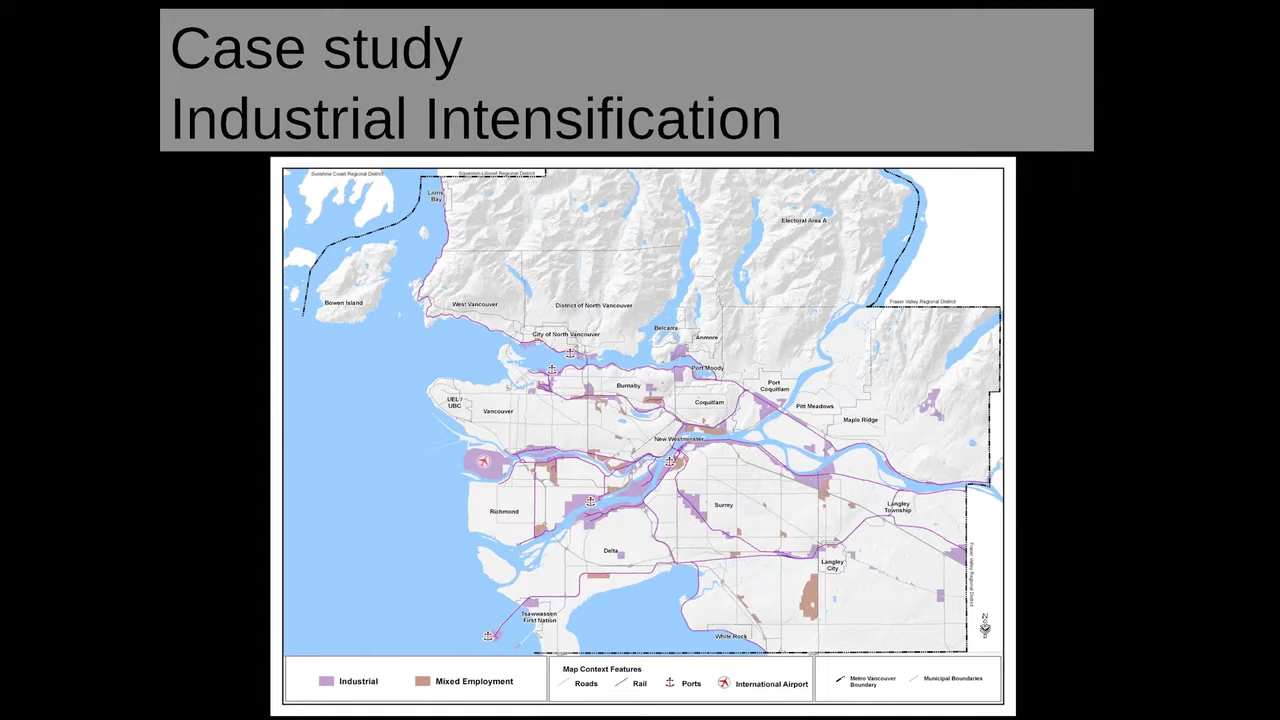 Case study
Industrial Intensification
Sunshine Coast Regional District
Squamish-Lillooet Regional District
Lions
Bay
Electoral Area A
Bowen Island
West Vancouver
District of North Vancouver
Fraser Valley Regional District
City of North Vancouver
Belcarra
Anmore
Port Moody
Burnaby
Port
Coquitlam
UEL/
UBC
Vancouver
Coquitlam
Pitt Meadows
Maple Ridge
New Westminster
Richmond
Surrey
Langley
Township
Delta
Langley
City
Fraser Valley Regional District
Tsawwassen
First Nation
White Rock
Industrial
Mixed Employment
Map Context Features
Roads
Rail
Ports
International Airport
Metro Vancouver
Boundary
Municipal Boundaries